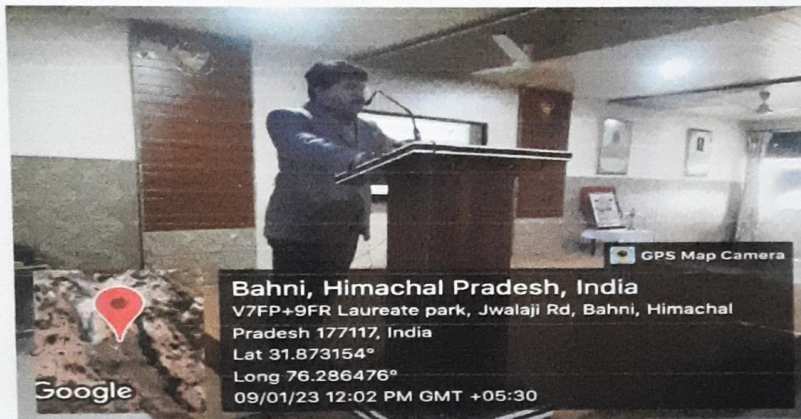 GPS Map Camera
Bahni, Himachal Pradesh, India
V7FP+9FR Laureate park, Jwalaji Rd, Bahni, Himachal
Pradesh 177117, India
Lat 31.873154°
Long 76.286476°
09/01/23 12:02 PM GMT +05:30
Google